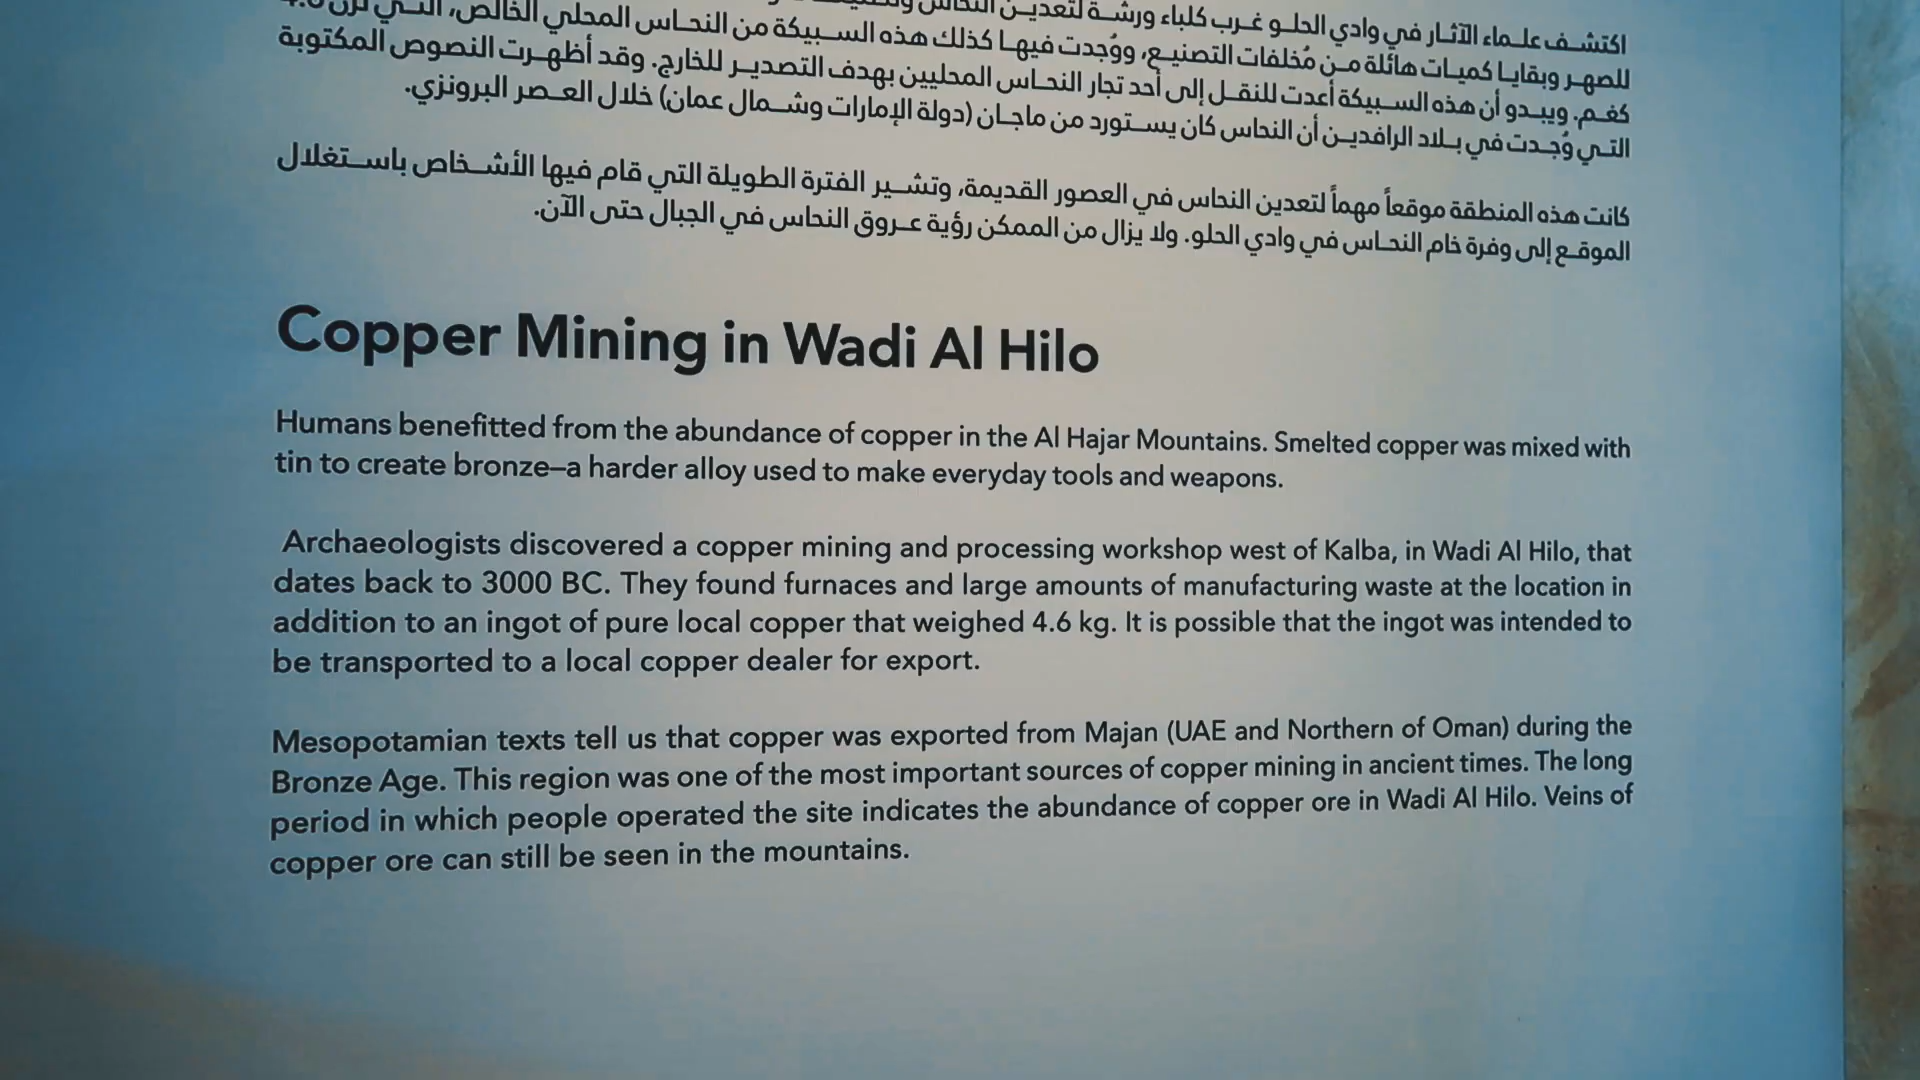 اكتشف علماء الآثار في وادي الحلو غرب كلباء ورشة لتعدين النحاس
للصهر وبقايا كميات هائلة من مُخلفات التصنيع، ووُجدت فيها كذلك هذه السبيكة من النحاس المحلي الخالص، التي تزن 4.6
كغم. ويبدو أن هذه السبيكة أعدت للنقل إلى أحد تجار النحاس المحليين بهدف التصدير للخارج. وقد أظهرت النصوص المكتوبة
التي وُجدت في بلاد الرافدين أن النحاس كان يستورد من ماجان (دولة الإمارات وشمال عمان) خلال العصر البرونزي.
كانت هذه المنطقة موقعاً مهماً لتعدين النحاس في العصور القديمة، وتشير الفترة الطويلة التي قام فيها الأشخاص باستغلال
الموقع إلى وفرة خام النحاس في وادي الحلو. ولا يزال من الممكن رؤية عروق النحاس في الجبال حتى الآن.
Copper Mining in Wadi Al Hilo
Humans benefitted from the abundance of copper in the Al Hajar Mountains. Smelted copper was mixed with
tin to create bronze–a harder alloy used to make everyday tools and weapons.
Archaeologists discovered a copper mining and processing workshop west of Kalba, in Wadi Al Hilo, that
dates back to 3000 BC. They found furnaces and large amounts of manufacturing waste at the location in
addition to an ingot of pure local copper that weighed 4.6 kg. It is possible that the ingot was intended to
be transported to a local copper dealer for export.
Mesopotamian texts tell us that copper was exported from Majan (UAE and Northern of Oman) during the
Bronze Age. This region was one of the most important sources of copper mining in ancient times. The long
period in which people operated the site indicates the abundance of copper ore in Wadi Al Hilo. Veins of
copper ore can still be seen in the mountains.